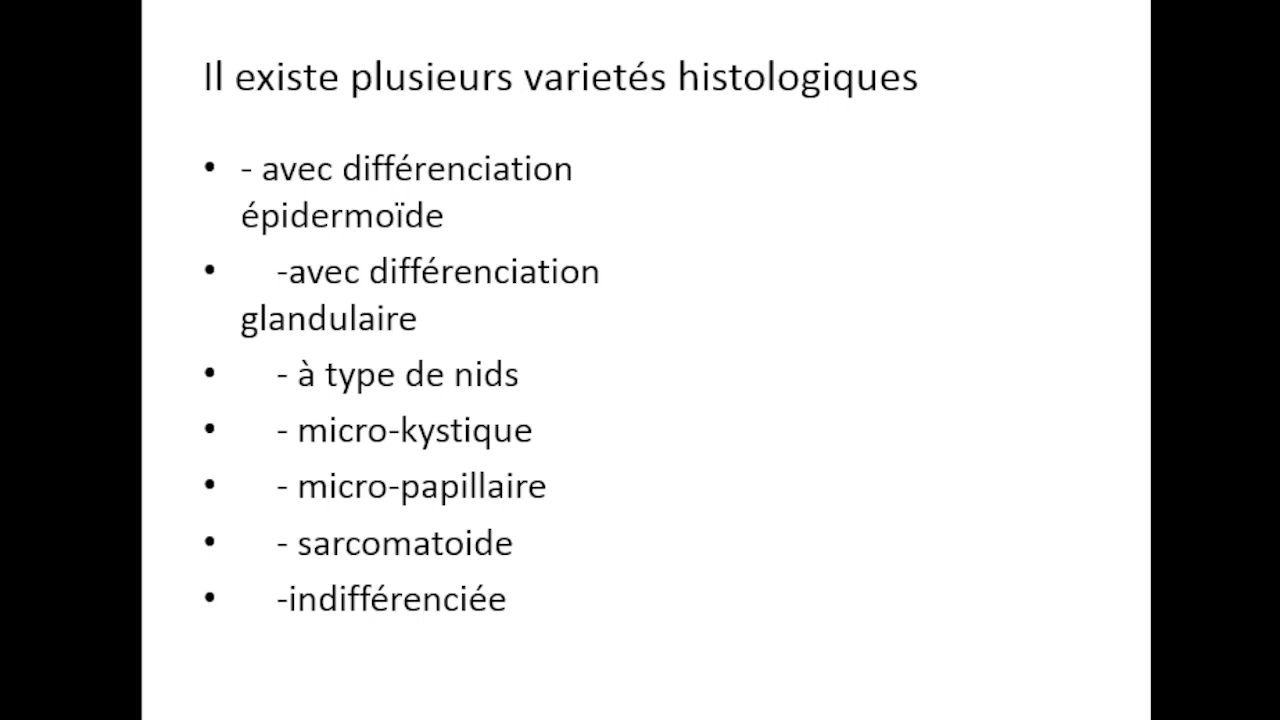 Il existe plusieurs varietés histologiques
• - avec différenciation
épidermoïde
• -avec différenciation
glandulaire
• - à type de nids
• - micro-kystique
• - micro-papillaire
• - sarcomatoide
• -indifférenciée